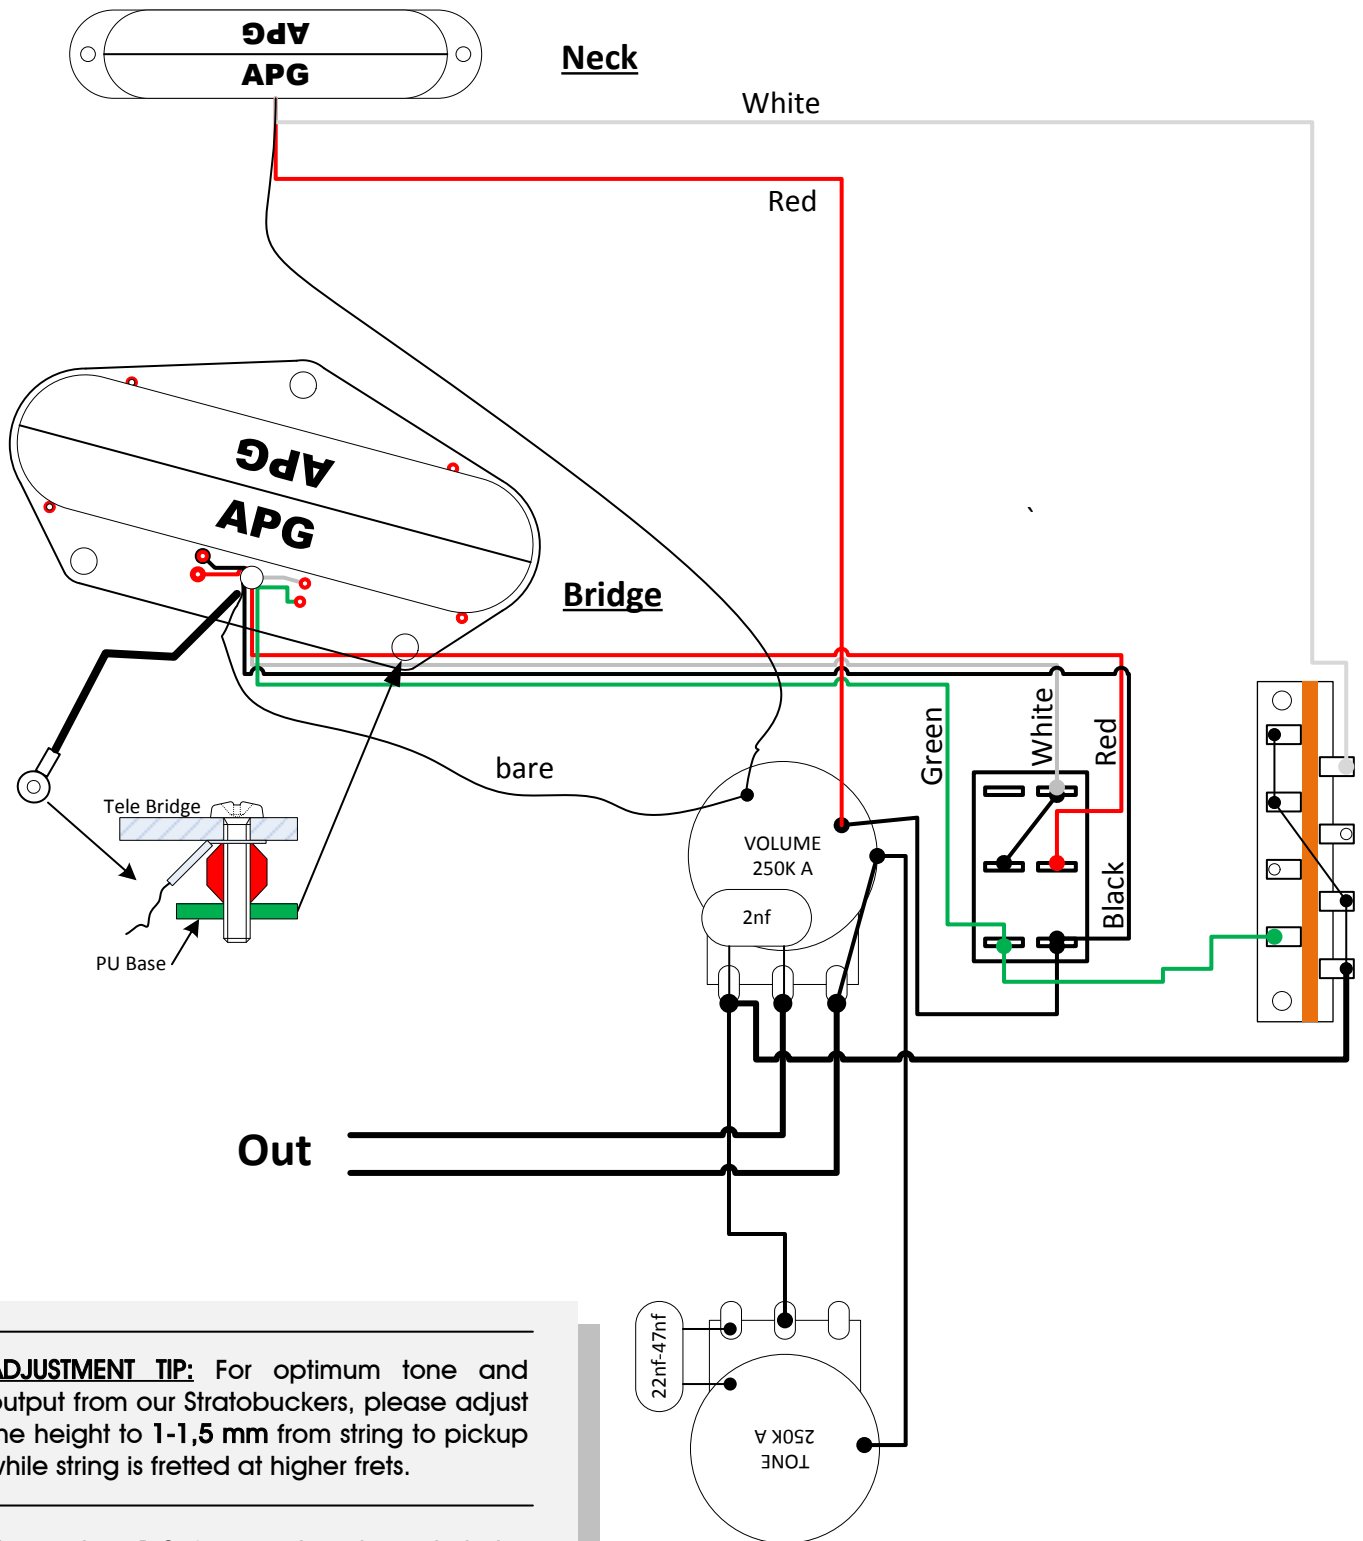 APG
APG
Neck
White
Red
APG
APG
Bridge
`
bare
Green
White
Red
Black
Tele Bridge
PU Base
VOLUME
250K A
2nf
Out
22nf-47nf
TONE
250K A
ADJUSTMENT TIP: For optimum tone and
output from our Stratobuckers, please adjust
the height to 1-1,5 mm from string to pickup
while string is fretted at higher frets.